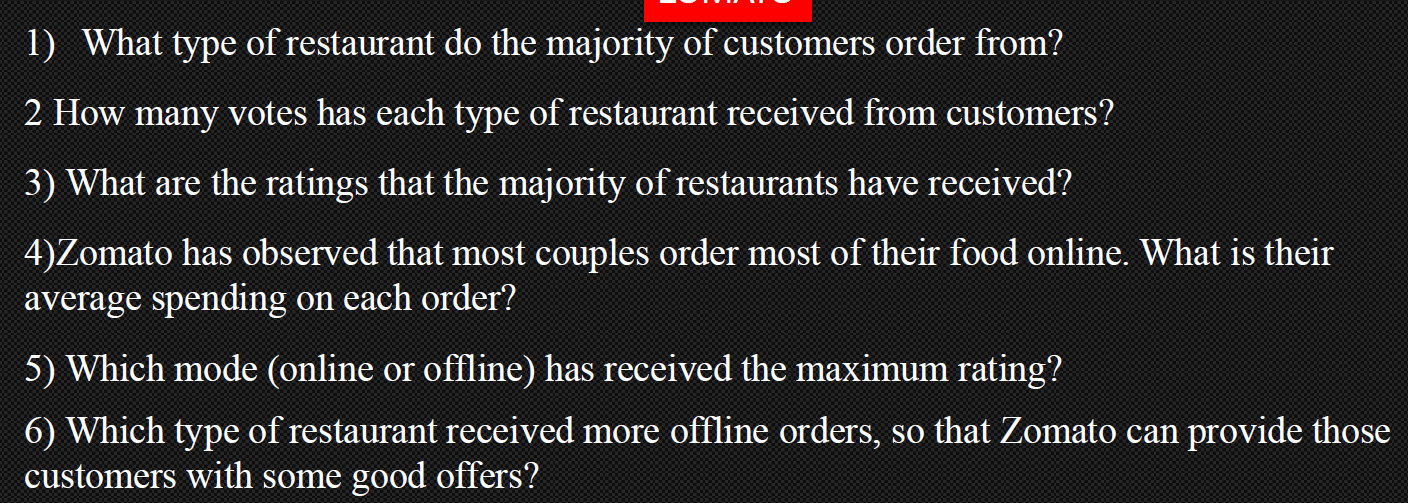 1) What type of restaurant do the majority of customers order from?
2 How many votes has each type of restaurant received from customers?
3) What are the ratings that the majority of restaurants have received?
4)Zomato has observed that most couples order most of their food online. What is their
average spending on each order?
5) Which mode (online or offline) has received the maximum rating?
6) Which type of restaurant received more offline orders, so that Zomato can provide those
customers with some good offers?